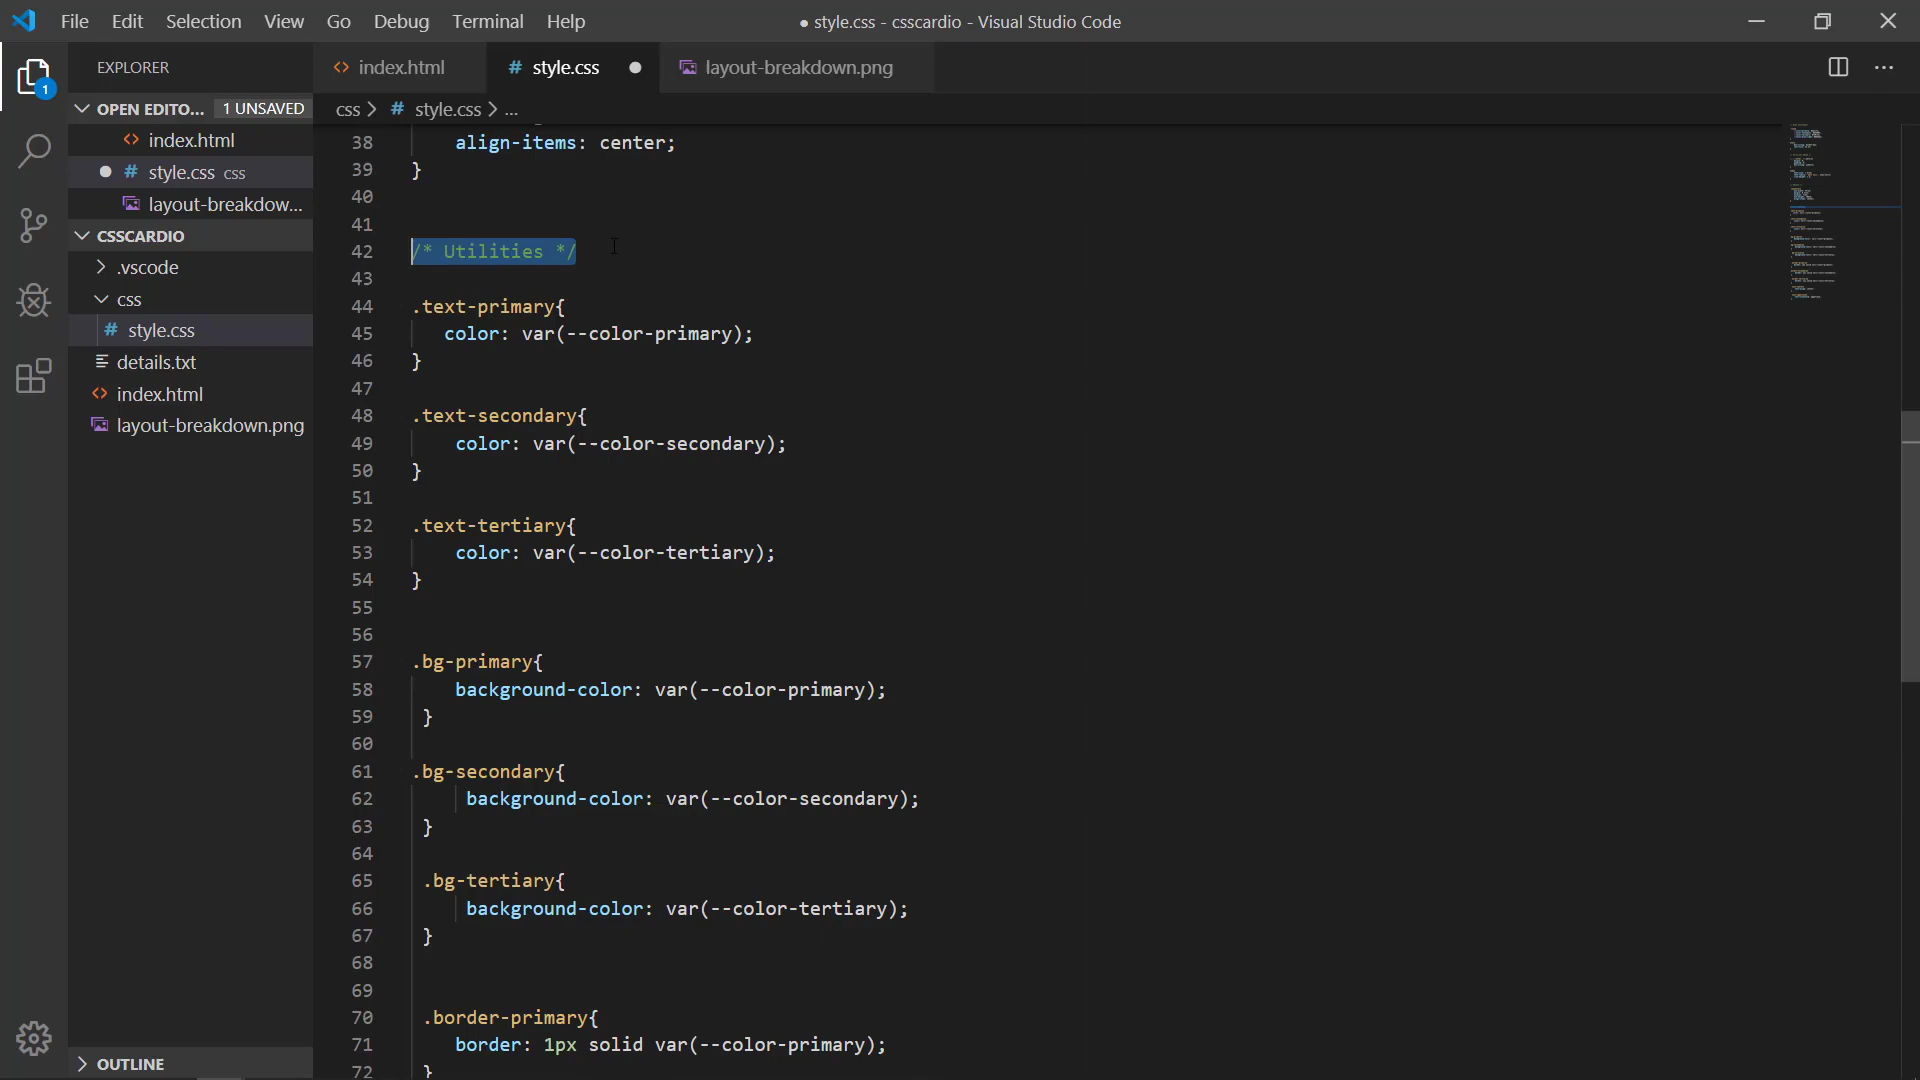 File Edit Selection View Go Debug Terminal Help
● style.css - csscardio - Visual Studio Code
EXPLORER
OPEN EDITO... 1 UNSAVED
<> index.html
# style.css css
layout-breakdow...
CSSCARDIO
.vscode
css
# style.css
details.txt
<> index.html
layout-breakdown.png
OUTLINE
1
<> index.html # style.css ● layout-breakdown.png
css > # style.css > ...
38 align-items: center;
39 }
40
41
42 /* Utilities */
43
44 .text-primary{
45 color: var(--color-primary);
46 }
47
48 .text-secondary{
49 color: var(--color-secondary);
50 }
51
52 .text-tertiary{
53 color: var(--color-tertiary);
54 }
55
56
57 .bg-primary{
58 background-color: var(--color-primary);
59 }
60
61 .bg-secondary{
62 background-color: var(--color-secondary);
63 }
64
65 .bg-tertiary{
66 background-color: var(--color-tertiary);
67 }
68
69
70 .border-primary{
71 border: 1px solid var(--color-primary);
72 }